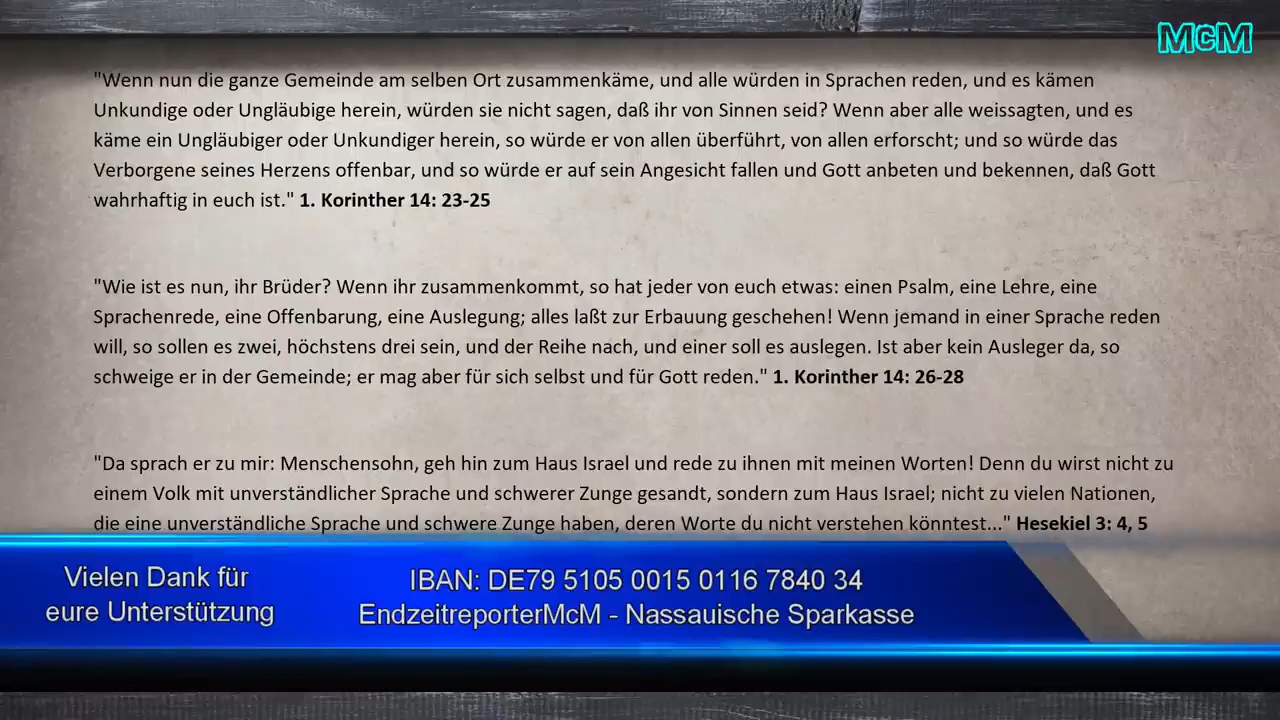 McM
"Wenn nun die ganze Gemeinde am selben Ort zusammenkäme, und alle würden in Sprachen reden, und es kämen
Unkundige oder Ungläubige herein, würden sie nicht sagen, daß ihr von Sinnen seid? Wenn aber alle weissagten, und es
käme ein Ungläubiger oder Unkundiger herein, so würde er von allen überführt, von allen erforscht; und so würde das
Verborgene seines Herzens offenbar, und so würde er auf sein Angesicht fallen und Gott anbeten und bekennen, daß Gott
wahrhaftig in euch ist." 1. Korinther 14: 23-25
"Wie ist es nun, ihr Brüder? Wenn ihr zusammenkommt, so hat jeder von euch etwas: einen Psalm, eine Lehre, eine
Sprachenrede, eine Offenbarung, eine Auslegung; alles laßt zur Erbauung geschehen! Wenn jemand in einer Sprache reden
will, so sollen es zwei, höchstens drei sein, und der Reihe nach, und einer soll es auslegen. Ist aber kein Ausleger da, so
schweige er in der Gemeinde; er mag aber für sich selbst und für Gott reden." 1. Korinther 14: 26-28
"Da sprach er zu mir: Menschensohn, geh hin zum Haus Israel und rede zu ihnen mit meinen Worten! Denn du wirst nicht zu
einem Volk mit unverständlicher Sprache und schwerer Zunge gesandt, sondern zum Haus Israel; nicht zu vielen Nationen,
die eine unverständliche Sprache und schwere Zunge haben, deren Worte du nicht verstehen könntest..." Hesekiel 3: 4, 5
Vielen Dank für
eure Unterstützung
IBAN: DE79 5105 0015 0116 7840 34
EndzeitreporterMcM - Nassauische Sparkasse